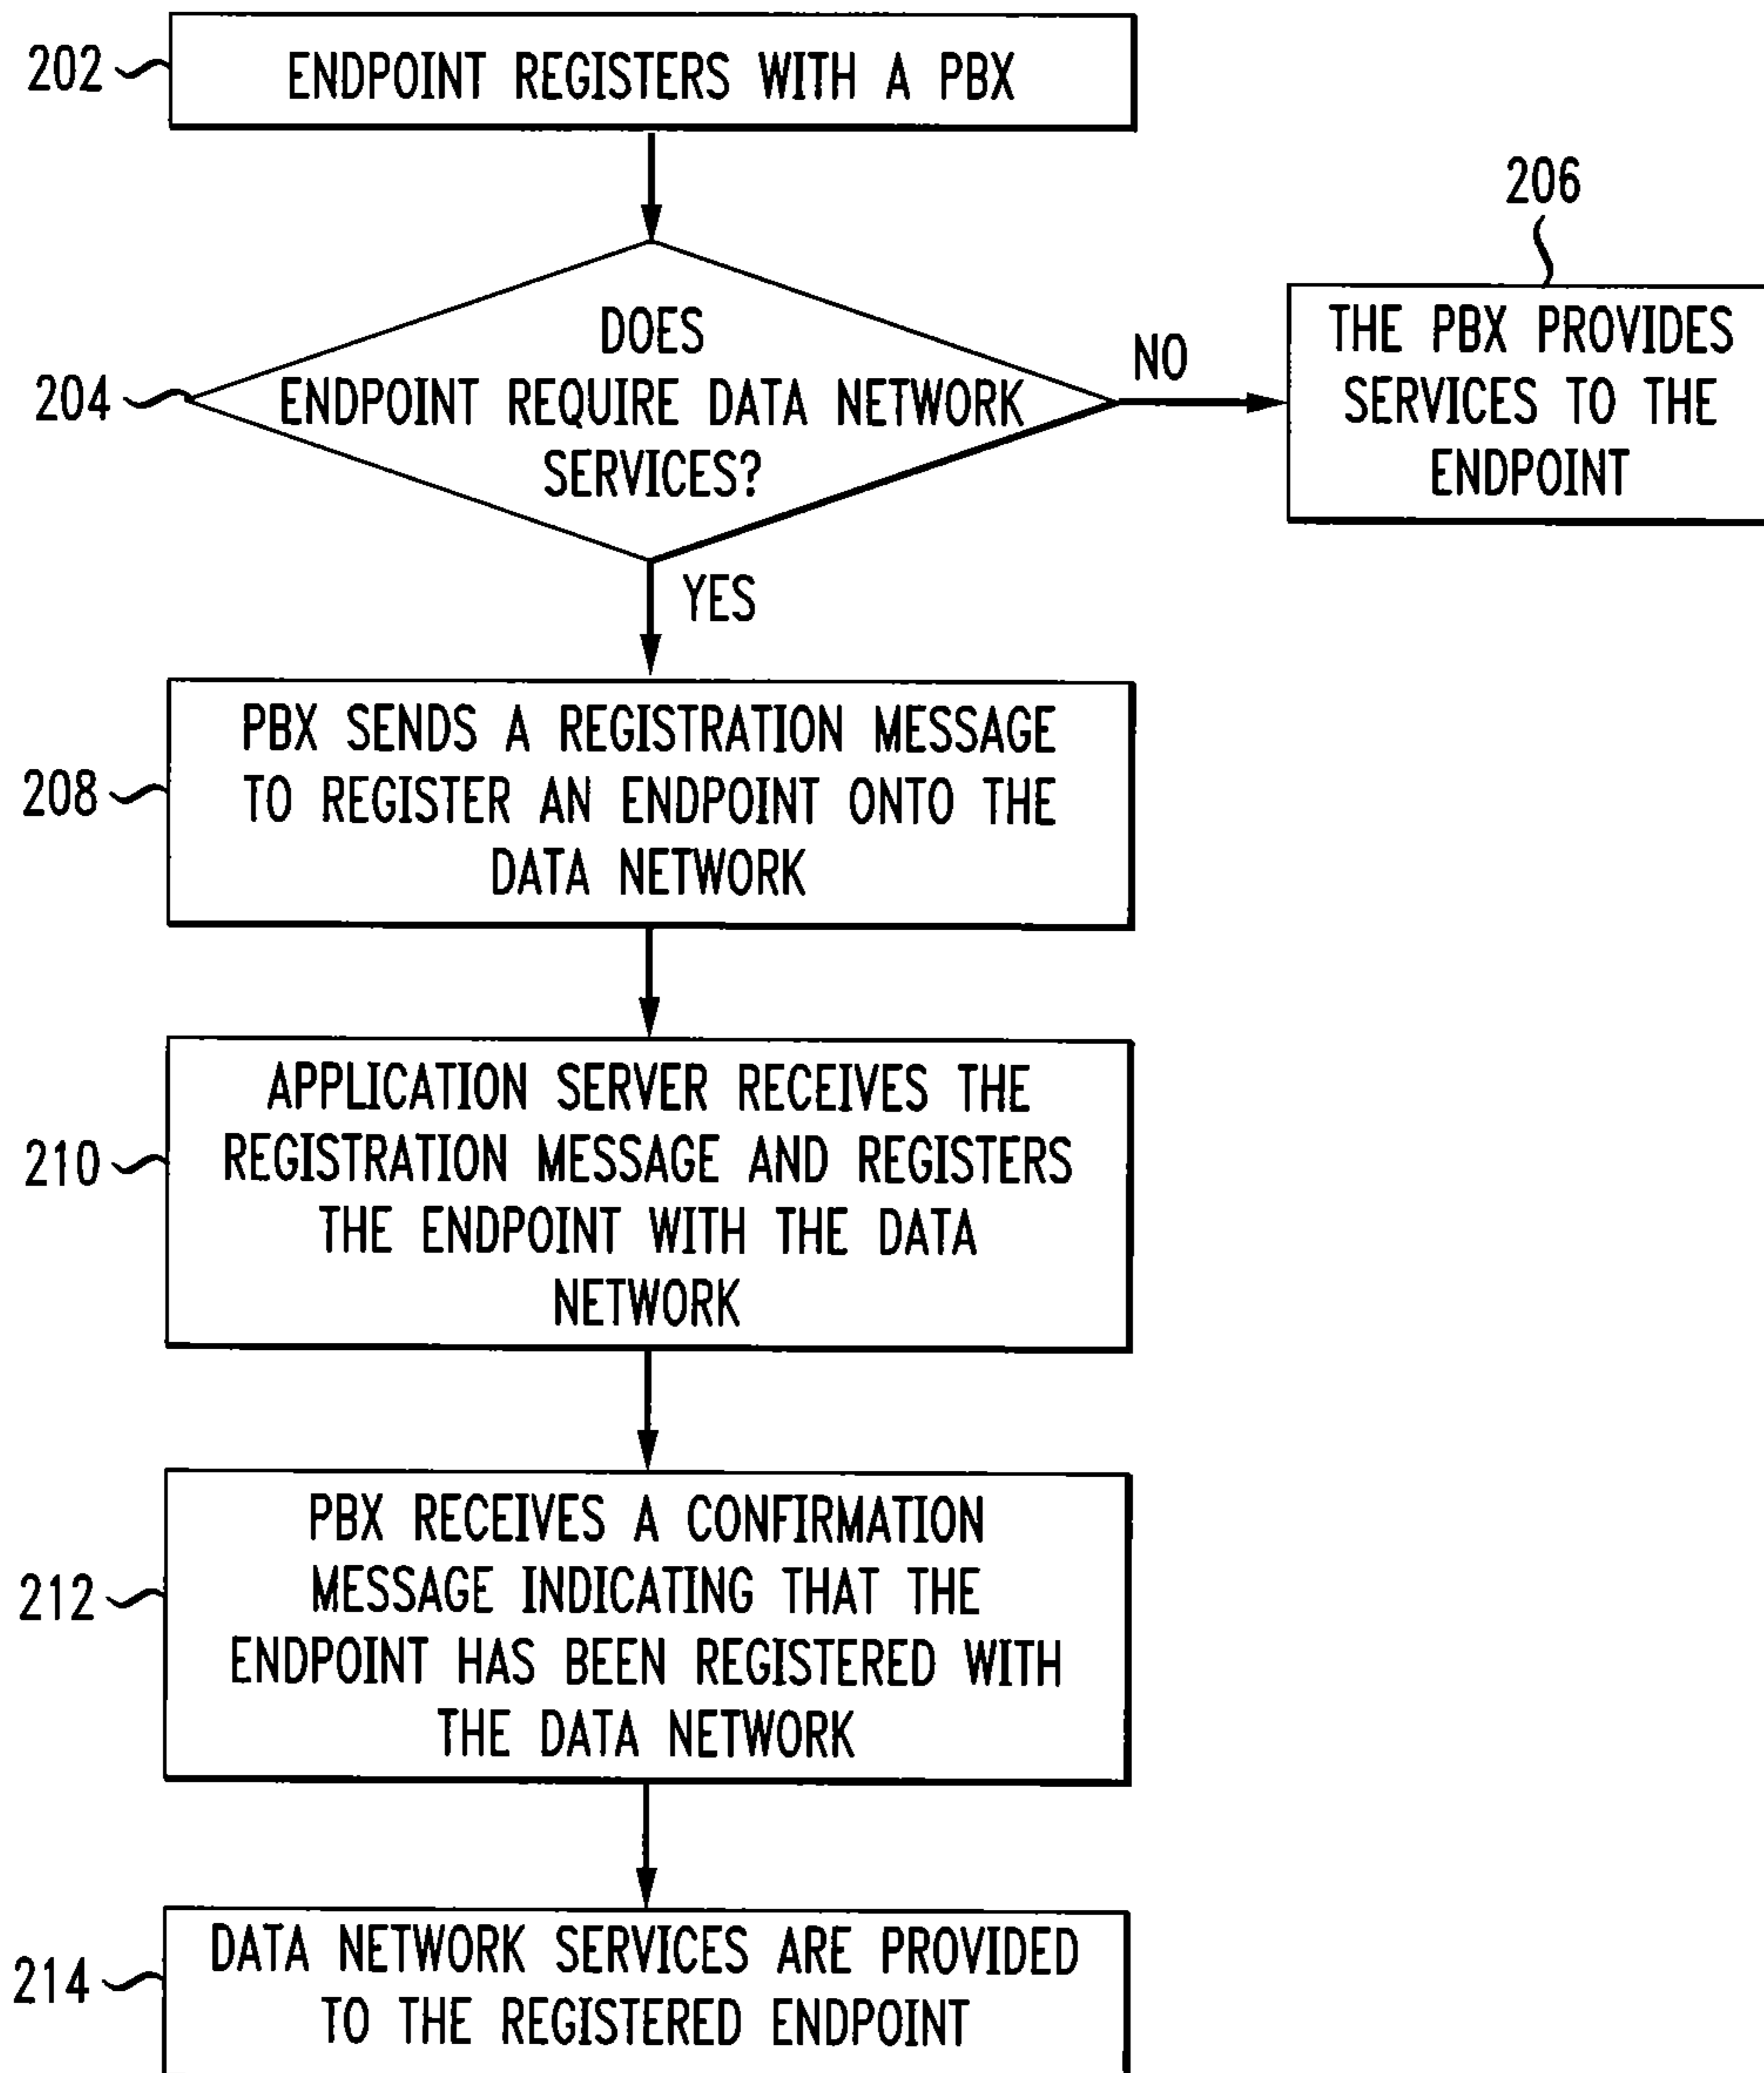 202
ENDPOINT REGISTERS WITH A PBX
206
204
DOES
ENDPOINT REQUIRE DATA NETWORK
SERVICES?
NO
THE PBX PROVIDES
SERVICES TO THE
ENDPOINT
YES
208
PBX SENDS A REGISTRATION MESSAGE
TO REGISTER AN ENDPOINT ONTO THE
DATA NETWORK
210
APPLICATION SERVER RECEIVES THE
REGISTRATION MESSAGE AND REGISTERS
THE ENDPOINT WITH THE DATA
NETWORK
212
PBX RECEIVES A CONFIRMATION
MESSAGE INDICATING THAT THE
ENDPOINT HAS BEEN REGISTERED WITH
THE DATA NETWORK
214
DATA NETWORK SERVICES ARE PROVIDED
TO THE REGISTERED ENDPOINT